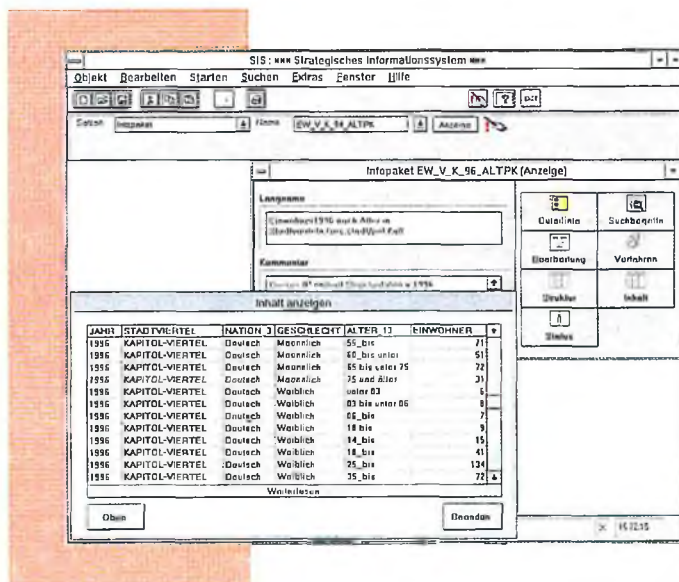 SIS : *** Strategisches Informationssystem ***
Objekt Bearbeiten Starten Suchen Extras Fenster Hilfe
Infopaket Name EW_V_K_96_ALTPK Anzeige
Infopaket EW_V_K_96_ALTPK (Anzeige)
Langname
Kommentar
Suchbegriffe
Bearbeitung Verfahren
Struktur Inhalt
Status
Inhalt anzeigen
JAHR STADTVIERTEL NATION_3 GESCHLECHT ALTER_13 EINWOHNER
1996 KAPITOL-VIERTEL Deutsch Maennlich 55_bis 71
1996 KAPITOL-VIERTEL Deutsch Maennlich 60_bis unter 51
1996 KAPITOL-VIERTEL Deutsch Maennlich 65 bis unter 75 72
1996 KAPITOL-VIERTEL Deutsch Maennlich 75 und älter 31
1996 KAPITOL-VIERTEL Deutsch Weiblich unter 03 6
1996 KAPITOL-VIERTEL Deutsch Weiblich 03 bis unter 06 8
1996 KAPITOL-VIERTEL Deutsch Weiblich 06_bis 7
1996 KAPITOL-VIERTEL Deutsch Weiblich 10 bis 9
1996 KAPITOL-VIERTEL Deutsch Weiblich 14_bis 15
1996 KAPITOL-VIERTEL Deutsch Weiblich 18_bis 41
1996 KAPITOL-VIERTEL Deutsch Weiblich 25_bis 134
1996 KAPITOL-VIERTEL Deutsch Weiblich 35_bis 72
Weiterlesen
Oben Beenden